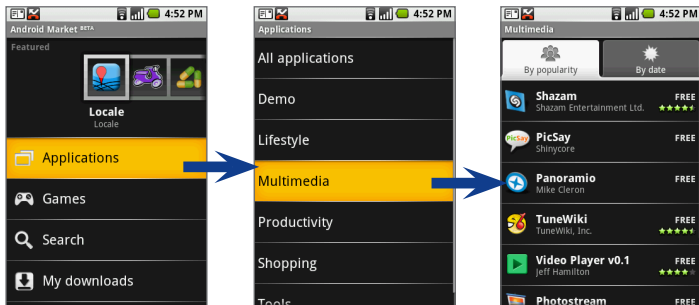 4:52 PM
Android Market BETA
Featured
Locale
Locale
Applications
Games
Search
My downloads
4:52 PM
Applications
All applications
Demo
Lifestyle
Multimedia
Productivity
Shopping
Tools
4:52 PM
Multimedia
By popularity
By date
Shazam FREE
Shazam Entertainment Ltd.
PicSay
PicSay FREE
Shinycore
Panoramio FREE
Mike Cleron
TuneWiki FREE
TuneWiki, Inc.
Video Player v0.1 FREE
Jeff Hamilton
Photostream FREE